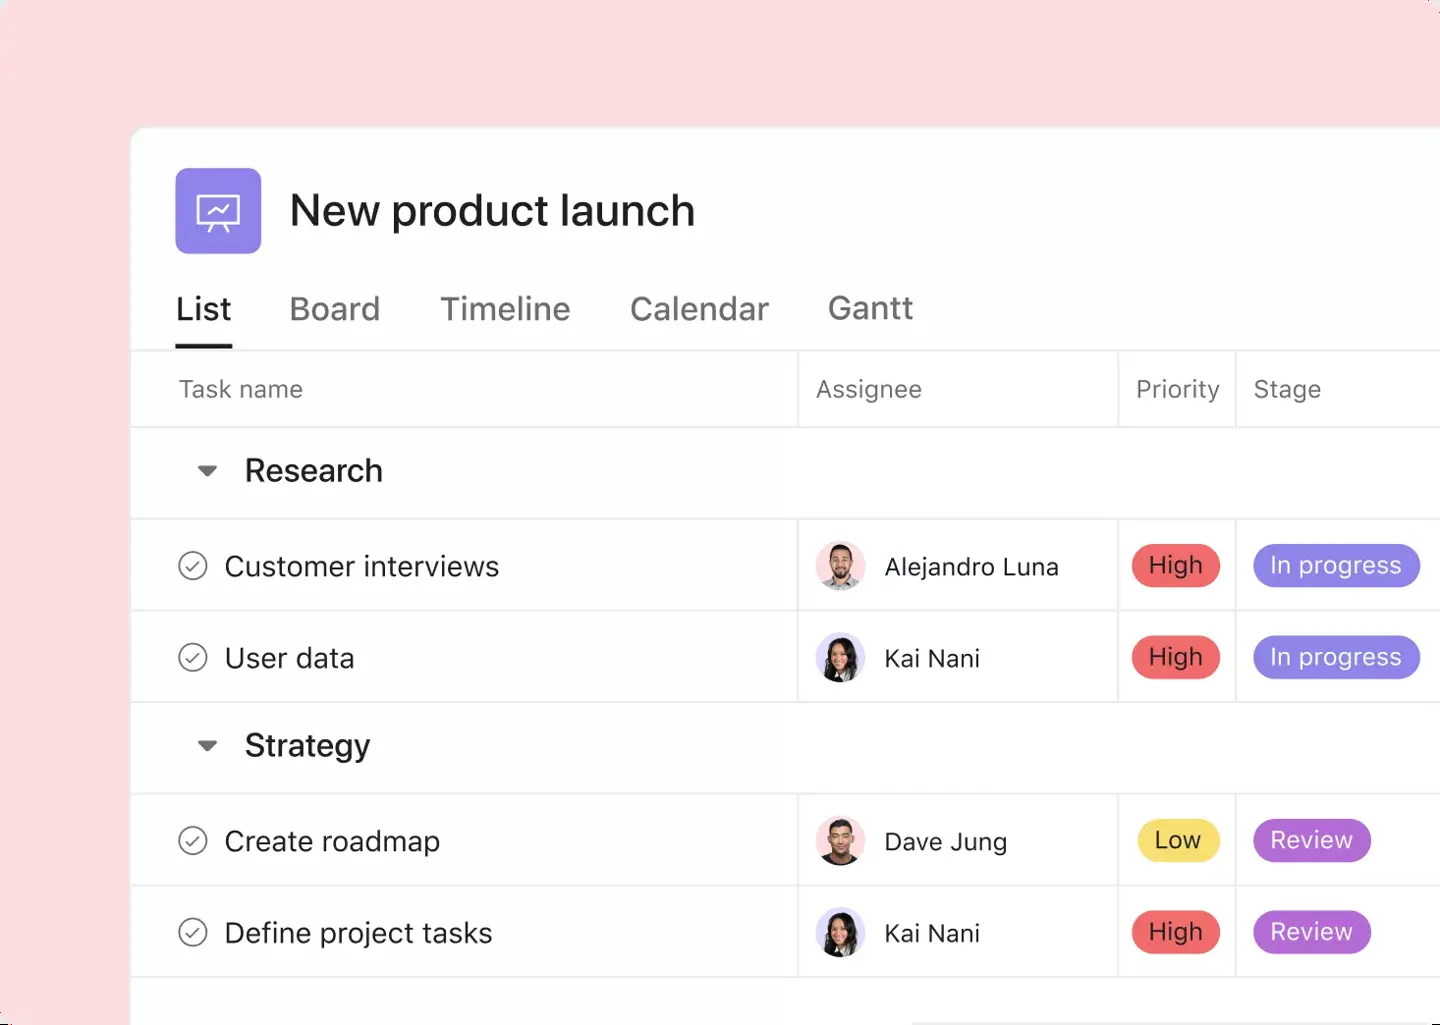 New product launch
List Board Timeline Calendar Gantt
Task name Assignee Priority Stage
Research
Customer interviews Alejandro Luna High In progress
User data Kai Nani High In progress
Strategy
Create roadmap Dave Jung Low Review
Define project tasks Kai Nani High Review